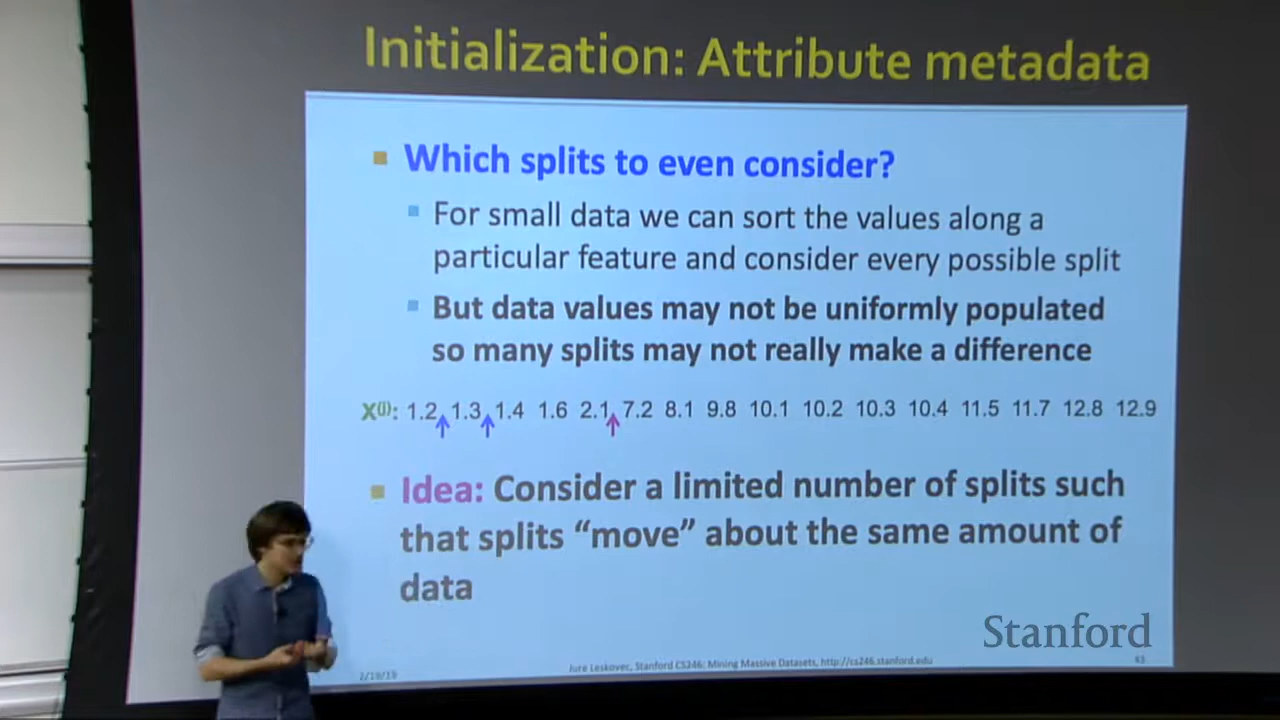 Initialization: Attribute metadata
Which splits to even consider?
For small data we can sort the values along a
particular feature and consider every possible split
But data values may not be uniformly populated
so many splits may not really make a difference
X(j): 1.2 1.3 1.4 1.6 2.1 7.2 8.1 9.8 10.1 10.2 10.3 10.4 11.5 11.7 12.8 12.9
Idea: Consider a limited number of splits such
that splits “move” about the same amount of
data
Stanford
2/19/19 Jure Leskovec, Stanford CS246: Mining Massive Datasets, http://cs246.stanford.edu